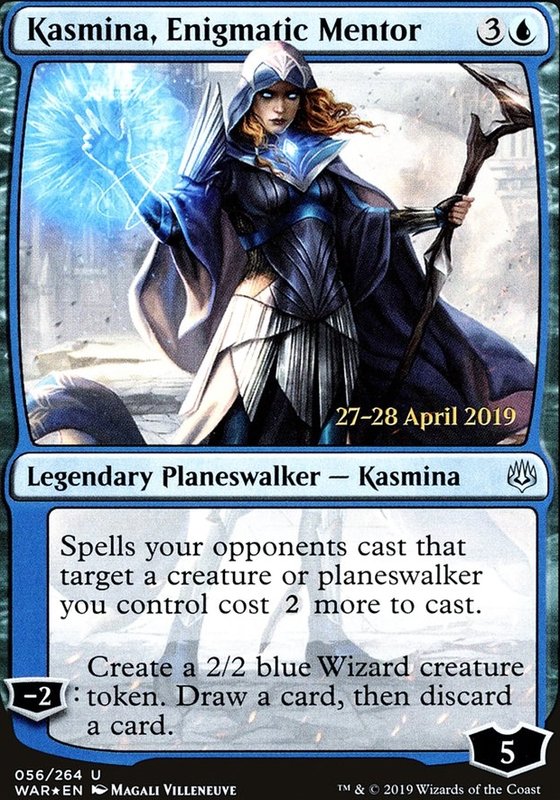 Kasmina, Enigmatic Mentor 3
27–28 April 2019
Legendary Planeswalker — Kasmina
Spells your opponents cast that
target a creature or planeswalker
you control cost 2 more to cast.
−2: Create a 2/2 blue Wizard creature
token. Draw a card, then discard
a card.
5
056/264 U
WAR★EN Magali Villeneuve ™ & © 2019 Wizards of the Coast